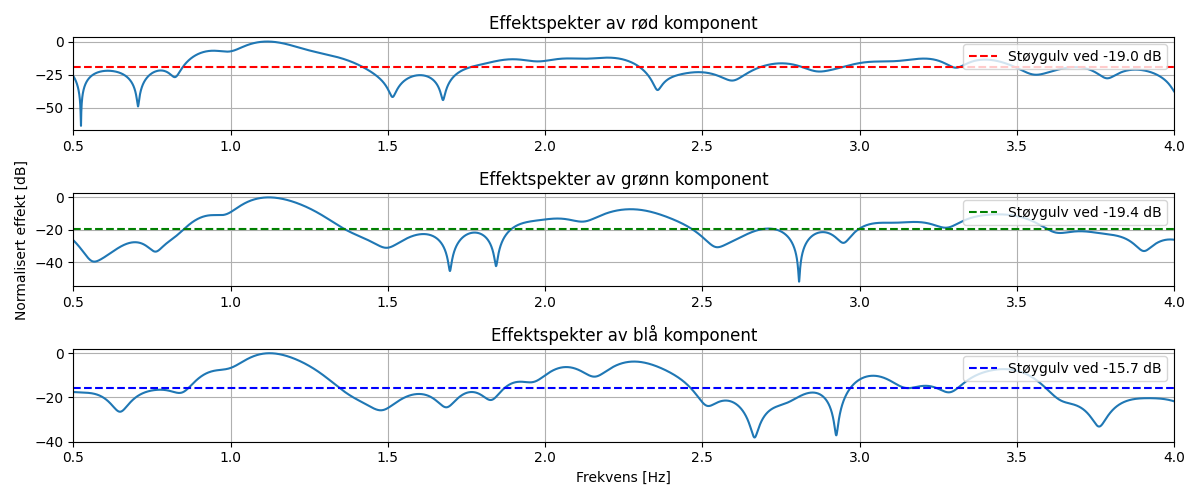 Effektspekter av rød komponent
0
−25
−50
Støygulv ved -19.0 dB
0.5 1.0 1.5 2.0 2.5 3.0 3.5 4.0
Effektspekter av grønn komponent
Normalisert effekt [dB]
0
−20
−40
Støygulv ved -19.4 dB
0.5 1.0 1.5 2.0 2.5 3.0 3.5 4.0
Effektspekter av blå komponent
0
−20
−40
Støygulv ved -15.7 dB
0.5 1.0 1.5 2.0 2.5 3.0 3.5 4.0
Frekvens [Hz]